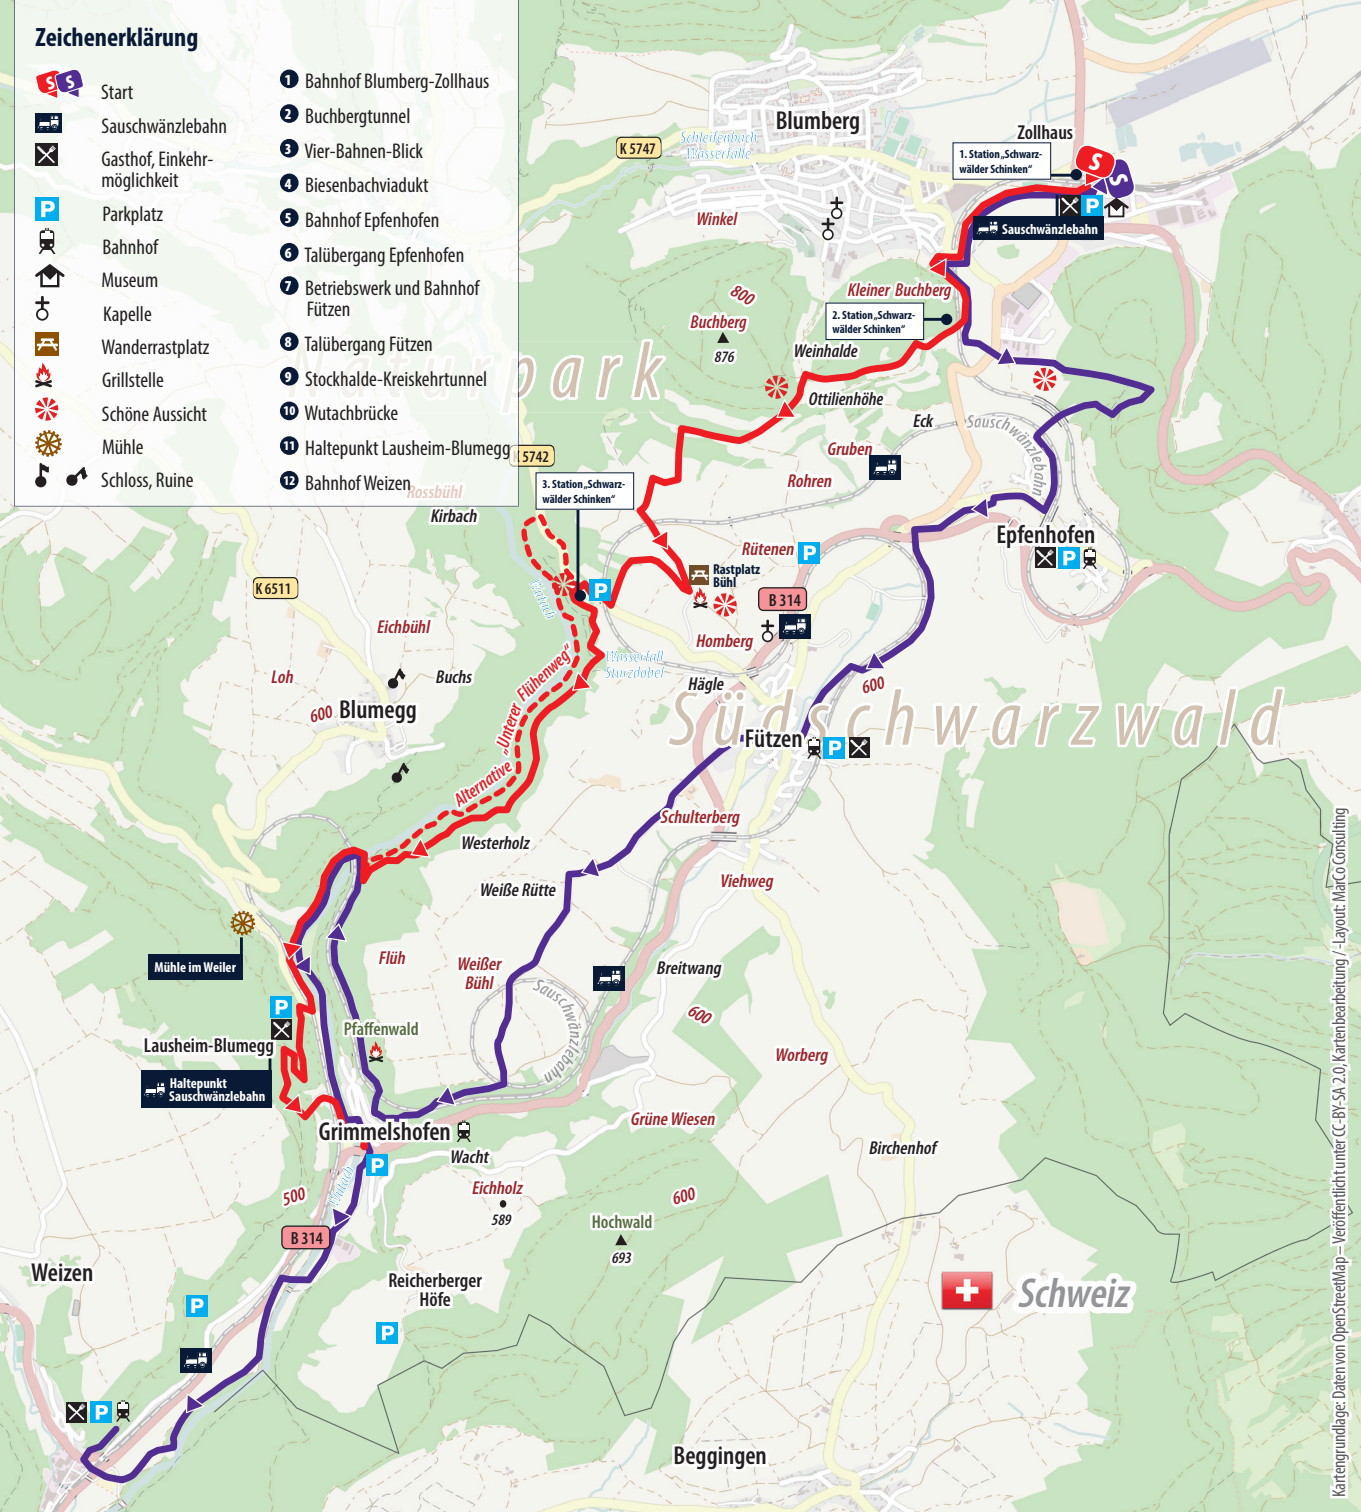 Zeichenerklärung
S S Start
Sauschwänzlebahn
Gasthof, Einkehr-
möglichkeit
P Parkplatz
Bahnhof
Museum
Kapelle
Wanderrastplatz
Grillstelle
Schöne Aussicht
Mühle
Schloss, Ruine
1 Bahnhof Blumberg-Zollhaus
2 Buchbergtunnel
3 Vier-Bahnen-Blick
4 Biesenbachviadukt
5 Bahnhof Epfenhofen
6 Talübergang Epfenhofen
7 Betriebswerk und Bahnhof
Fützen
8 Talübergang Fützen
9 Stockhalde-Kreiskehrtunnel
10 Wutachbrücke
11 Haltepunkt Lausheim-Blumegg
12 Bahnhof Weizen
Blumberg
Zollhaus
K 5747
Schleifenbach
Wasserfälle
1. Station „Schwarz-
wälder Schinken“
S
S
P
Sauschwänzlebahn
Winkel
Kleiner Buchberg
800
Buchberg
876
2. Station „Schwarz-
wälder Schinken“
Weinhalde
Naturpark
Ottilienhöhe
Eck
Sauschwänzlebahn
Gruben
Rohren
5742
3. Station „Schwarz-
wälder Schinken“
Rossbühl
Kirbach
Epfenhofen
P
Rütenen P
Rastplatz
Bühl
K 6511
P
B 314
Eichbühl
Homberg
Wasserfall
Sturzdobel
Loh
Buchs
Hägle
600
600 Blumegg
Südschwarzwald
Alternative „Unterer Flühenweg“
Fützen
P
Schulterberg
Westerholz
Weiße Rütte
Viehweg
Mühle im Weiler
Flüh
Weißer
Bühl
Breitwang
Sauschwänzlebahn
P
600
Pfaffenwald
Lausheim-Blumegg
Worberg
Haltepunkt
Sauschwänzlebahn
Grüne Wiesen
Grimmelshofen
Birchenhof
Wacht
P
Wutach
500
Eichholz
589
600
Hochwald
693
B 314
Weizen
Reicherberger
Höfe
P
P
Schweiz
P
Beggingen
Kartengrundlage: Daten von OpenStreetMap – Veröffentlicht unter CC-BY-SA 2.0, Kartenbearbeitung / -Layout: MarCo Consulting